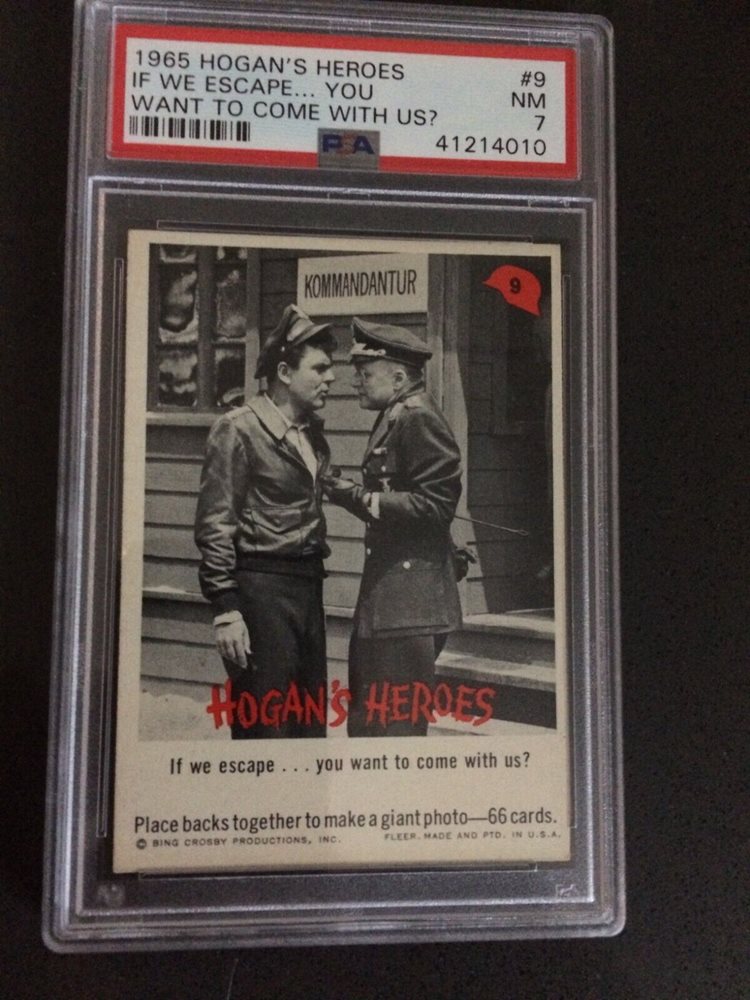 1965 HOGAN'S HEROES #9
IF WE ESCAPE... YOU NM
WANT TO COME WITH US? 7
PSA 41214010
KOMMANDANTUR
9
HOGAN'S HEROES
If we escape . . . you want to come with us?
Place backs together to make a giant photo—66 cards.
© BING CROSBY PRODUCTIONS, INC. FLEER. MADE AND PTD. IN U.S.A.